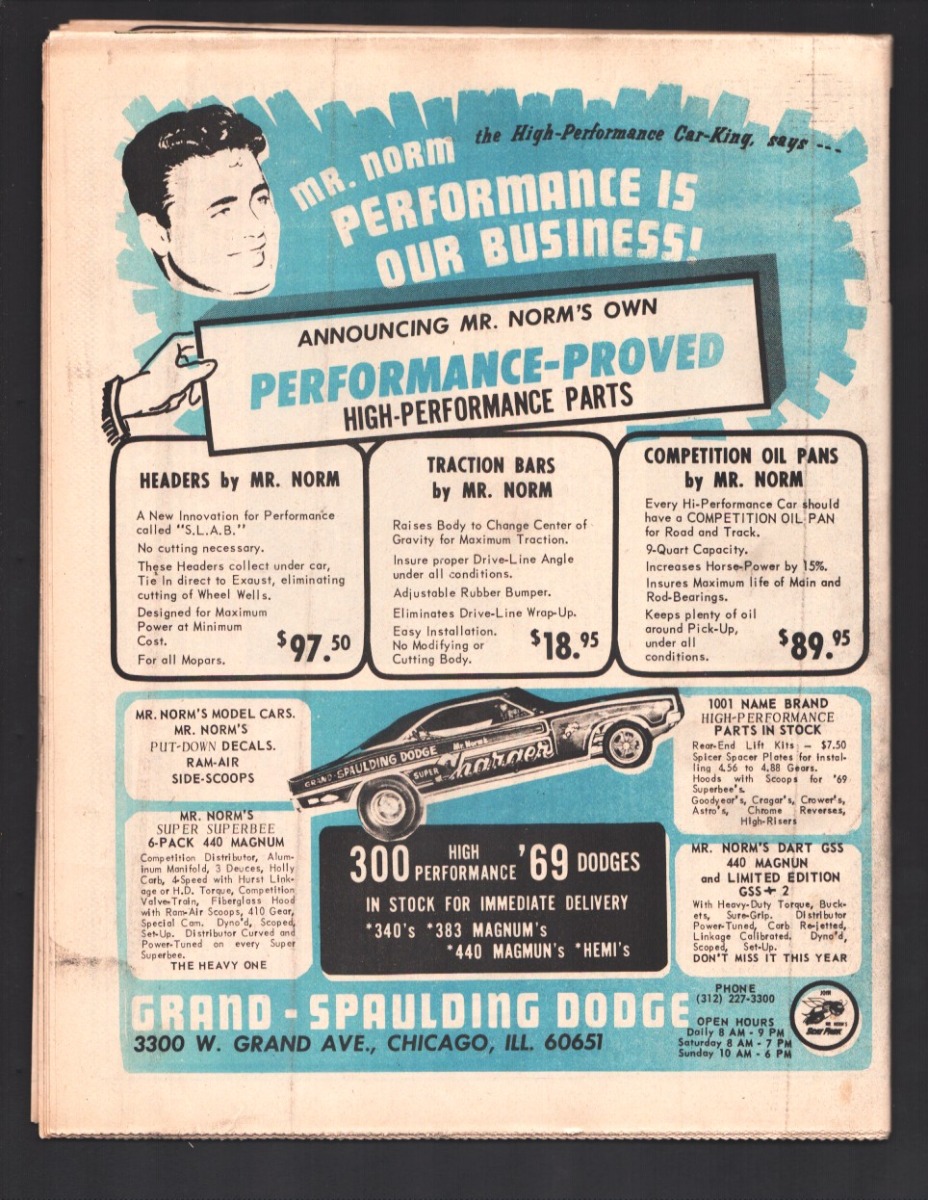 the High-Performance Car-King, says ---
MR. NORM
PERFORMANCE IS
OUR BUSINESS!
ANNOUNCING MR. NORM'S OWN
PERFORMANCE-PROVED
HIGH-PERFORMANCE PARTS
HEADERS by MR. NORM
A New Innovation for Performance
called "S.L.A.B."
No cutting necessary.
These Headers collect under car,
Tie In direct to Exaust, eliminating
cutting of Wheel Wells.
Designed for Maximum
Power at Minimum
Cost.
For all Mopars.
$97.50
TRACTION BARS
by MR. NORM
Raises Body to Change Center of
Gravity for Maximum Traction.
Insure proper Drive-Line Angle
under all conditions.
Adjustable Rubber Bumper.
Eliminates Drive-Line Wrap-Up.
Easy Installation.
No Modifying or
Cutting Body.
$18.95
COMPETITION OIL PANS
by MR. NORM
Every Hi-Performance Car should
have a COMPETITION OIL PAN
for Road and Track.
9-Quart Capacity.
Increases Horse-Power by 15%.
Insures Maximum life of Main and
Rod-Bearings.
Keeps plenty of oil
around Pick-Up,
under all
conditions.
$89.95
MR. NORM'S MODEL CARS.
MR. NORM'S
PUT-DOWN DECALS.
RAM-AIR
SIDE-SCOOPS
MR. NORM'S
SUPER SUPERBEE
6-PACK 440 MAGNUM
Competition Distributor, Alum-
inum Manifold, 3 Deuces, Holly
Carb, 4-Speed with Hurst Link-
age or H.D. Torque, Competition
Valve-Train, Fiberglass Hood
with Ram-Air Scoops, 410 Gear,
Special Cam. Dyno'd, Scoped,
Set-Up. Distributor Curved and
Power-Tuned on every Super
Superbee.
THE HEAVY ONE
GRAND-SPAULDING DODGE
Mr. Norm's
SUPER Charger
300 HIGH PERFORMANCE '69 DODGES
IN STOCK FOR IMMEDIATE DELIVERY
*340's *383 MAGNUM's
*440 MAGMUN's *HEMI's
1001 NAME BRAND
HIGH-PERFORMANCE
PARTS IN STOCK
Rear-End Lift Kits - $7.50
Spicer Spacer Plates for Instal-
ling 4.56 to 4.88 Gears.
Hoods with Scoops for '69
Superbee's.
Goodyear's, Cragar's, Crower's,
Astro's, Chrome Reverses,
High-Risers
MR. NORM'S DART GSS
440 MAGNUN
and LIMITED EDITION
GSS + 2
With Heavy-Duty Torque, Buck-
ets, Sure-Grip. Distributor
Power-Tuned, Carb Re-jetted,
Linkage Calibrated. Dyno'd,
Scoped, Set-Up.
DON'T MISS IT THIS YEAR
GRAND - SPAULDING DODGE
3300 W. GRAND AVE., CHICAGO, ILL. 60651
PHONE
(312) 227-3300
OPEN HOURS
Daily 8 AM - 9 PM
Saturday 8 AM - 7 PM
Sunday 10 AM - 6 PM
JOIN
MR. NORM'S